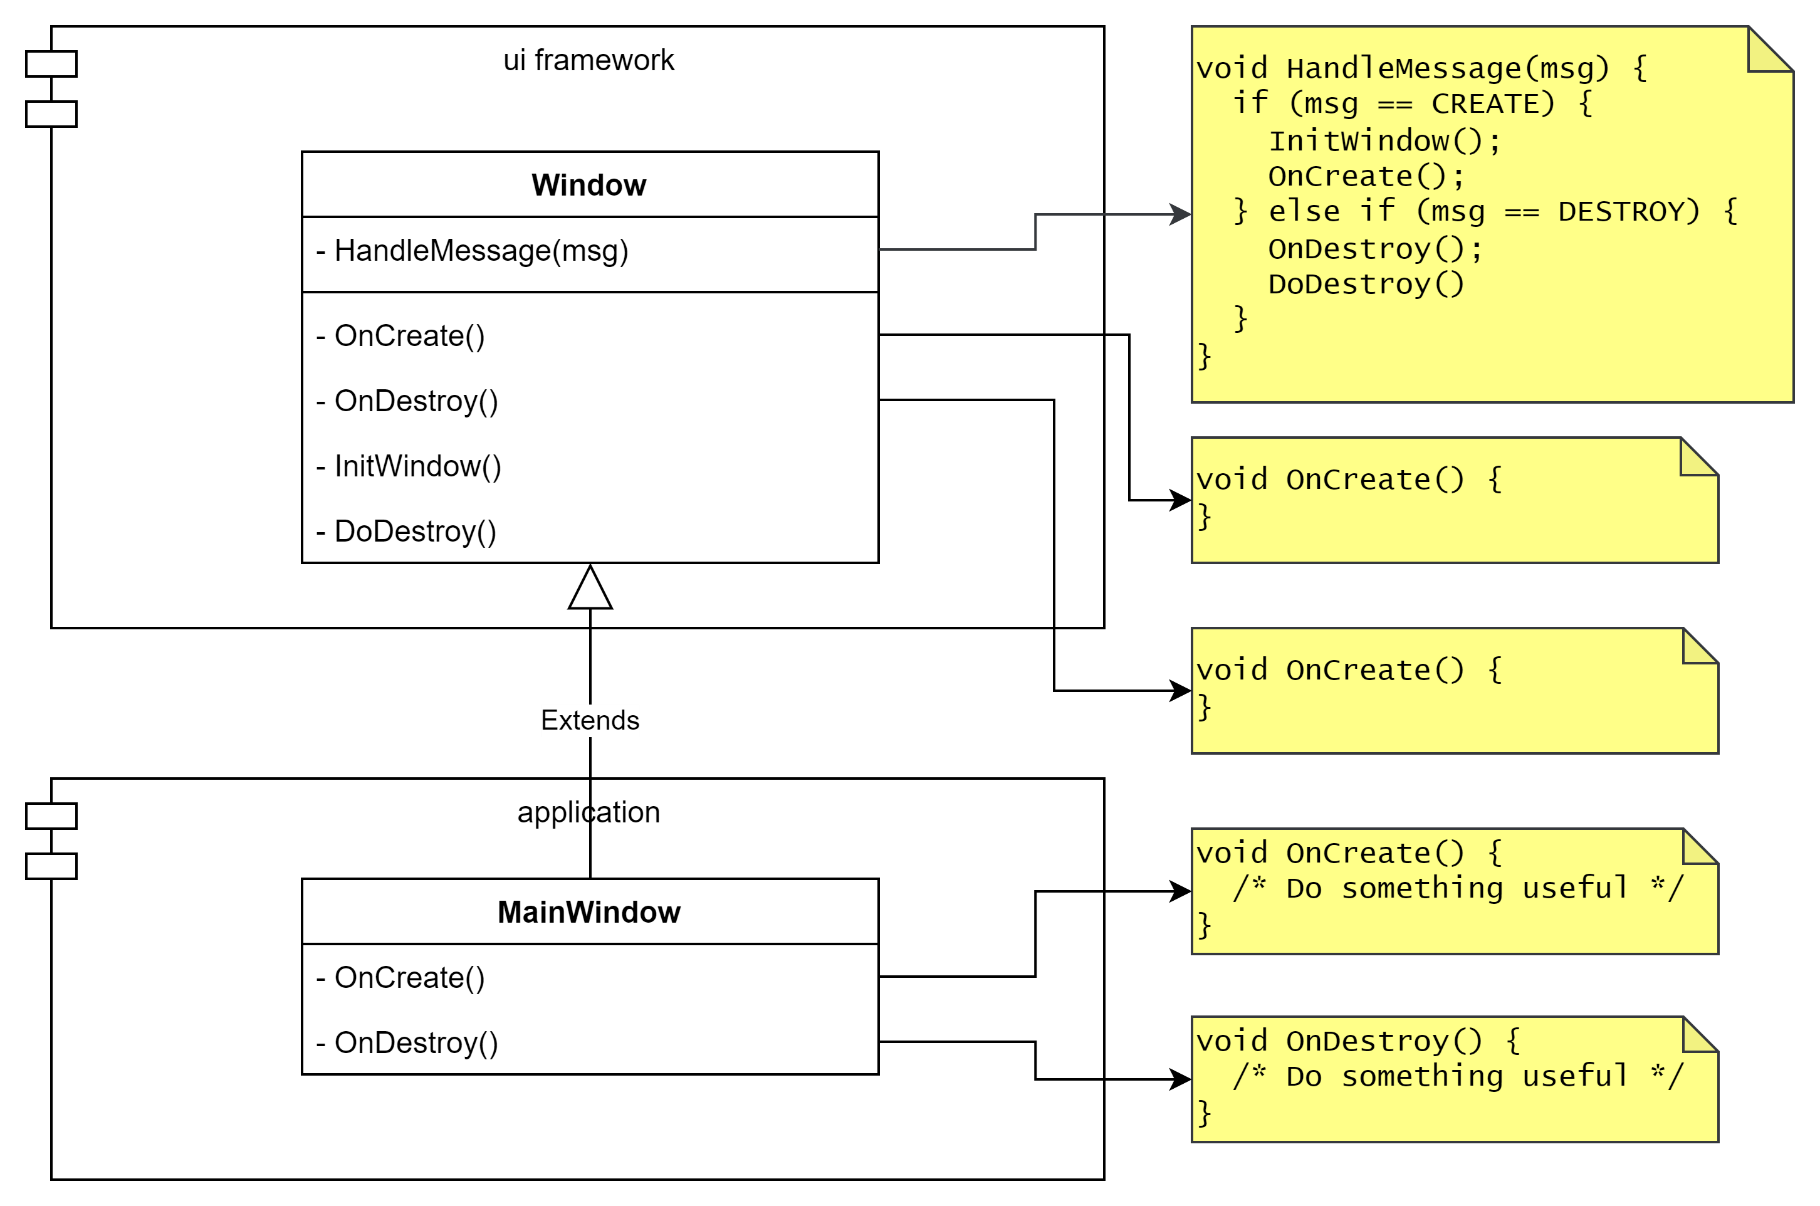 ui framework
Window
- HandleMessage(msg)
- OnCreate()
- OnDestroy()
- InitWindow()
- DoDestroy()
void HandleMessage(msg) {
  if (msg == CREATE) {
    InitWindow();
    OnCreate();
  } else if (msg == DESTROY) {
    OnDestroy();
    DoDestroy()
  }
}
void OnCreate() {
}
void OnCreate() {
}
Extends
application
MainWindow
- OnCreate()
- OnDestroy()
void OnCreate() {
  /* Do something useful */
}
void OnDestroy() {
  /* Do something useful */
}